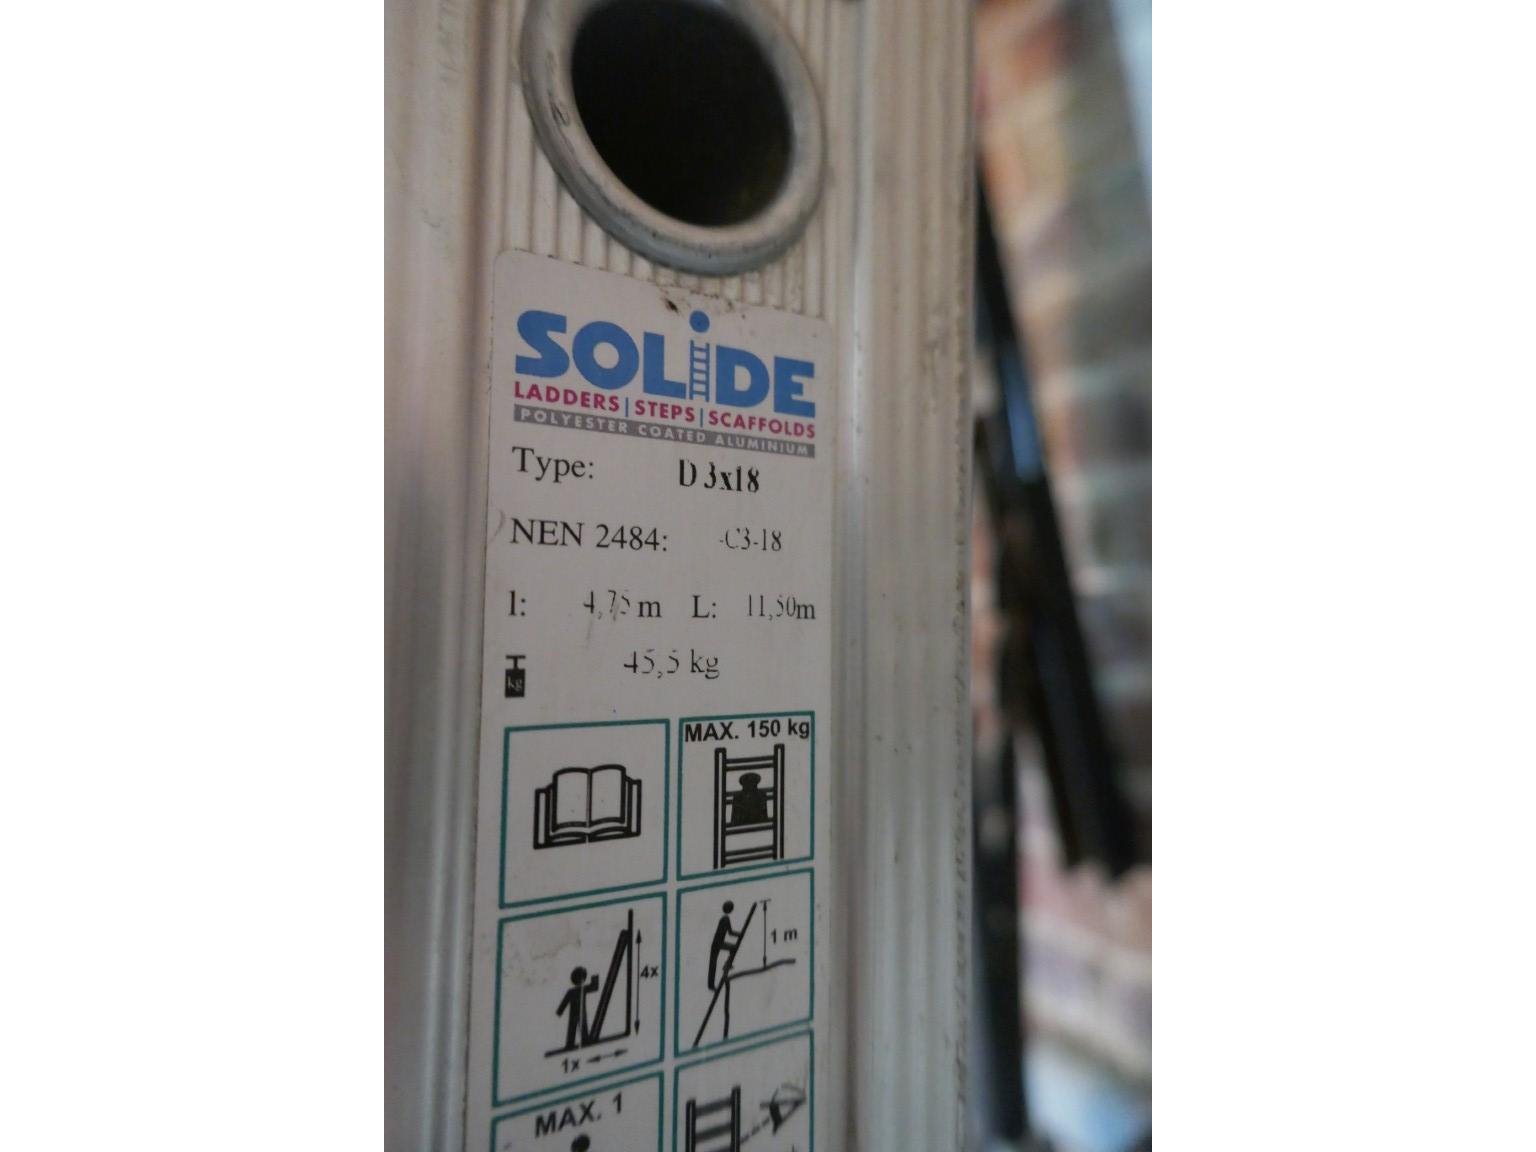 SOLiDE
LADDERS | STEPS | SCAFFOLDS
POLYESTER COATED ALUMINIUM
Type: D 3x18
NEN 2484: -C3-18
l: 4,75 m L: 11,50m
kg 45,5 kg
MAX. 150 kg
4x
1x
1 m
MAX. 1